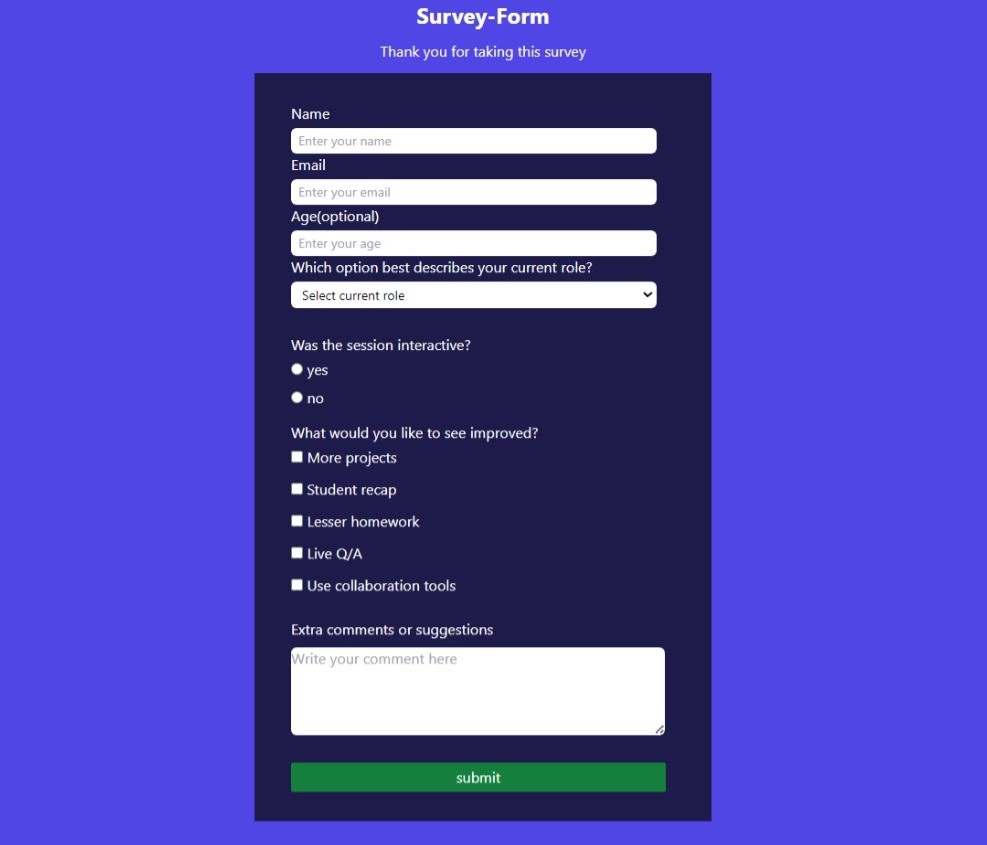 Survey-Form
Thank you for taking this survey
Name
Enter your name
Email
Enter your email
Age(optional)
Enter your age
Which option best describes your current role?
Select current role
Was the session interactive?
yes
no
What would you like to see improved?
More projects
Student recap
Lesser homework
Live Q/A
Use collaboration tools
Extra comments or suggestions
Write your comment here
submit